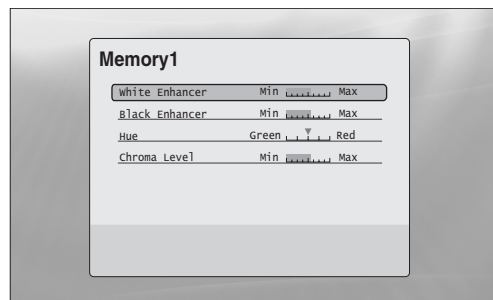 Memory1
White Enhancer Min Max
Black Enhancer Min Max
Hue Green Red
Chroma Level Min Max